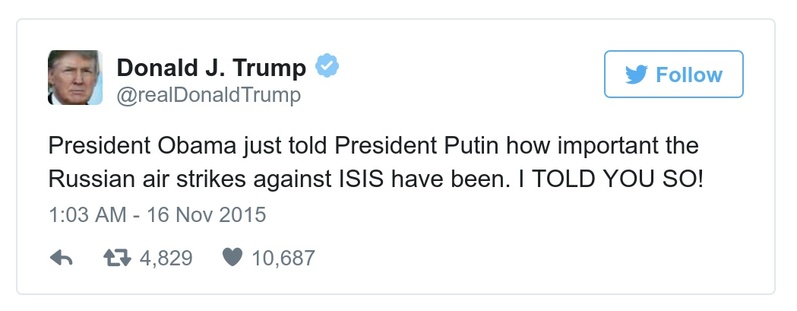 Donald J. Trump
@realDonaldTrump
Follow
President Obama just told President Putin how important the
Russian air strikes against ISIS have been. I TOLD YOU SO!
1:03 AM - 16 Nov 2015
4,829 10,687